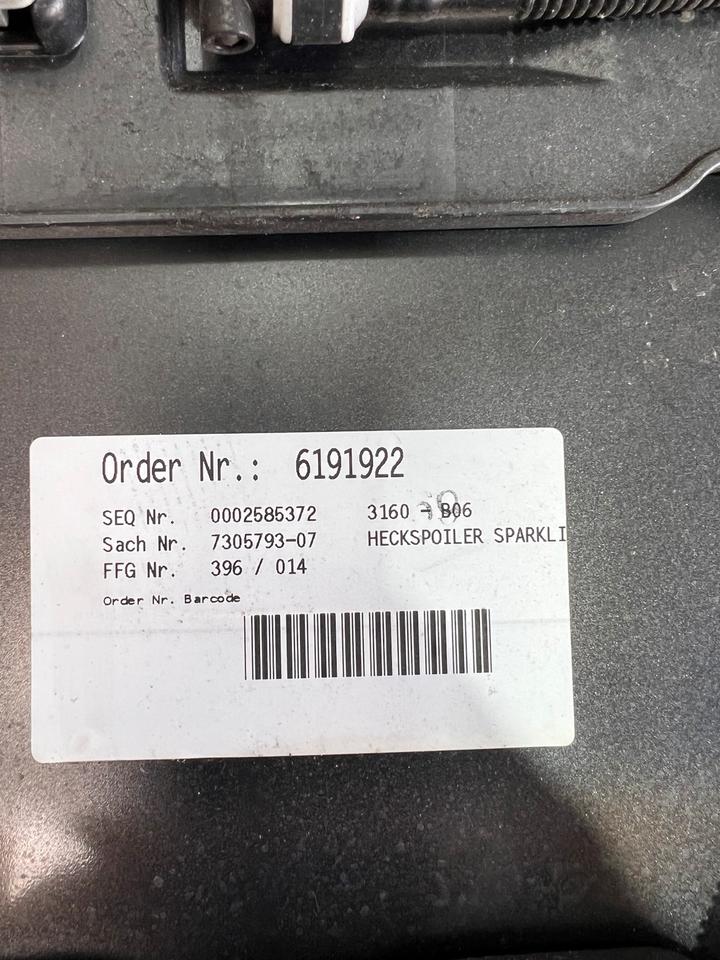 Order Nr.: 6191922
SEQ Nr. 0002585372 3160 - B06
Sach Nr. 7305793-07 HECKSPOILER SPARKLI
FFG Nr. 396 / 014
Order Nr. Barcode